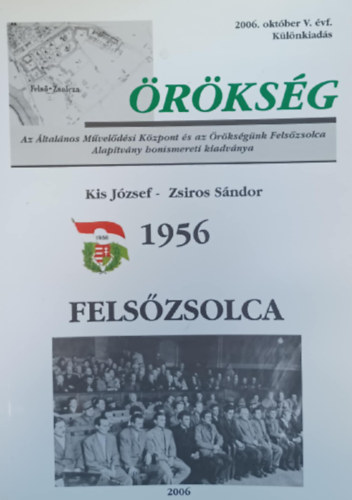 2006. október V. évf.
Különkiadás
Felső-Zsolcza
ÖRÖKSÉG
Az Általános Művelődési Központ és az Örökségünk Felsőzsolca
Alapítvány honismereti kiadványa
Kis József - Zsiros Sándor
1956
1956
FELSŐZSOLCA
2006